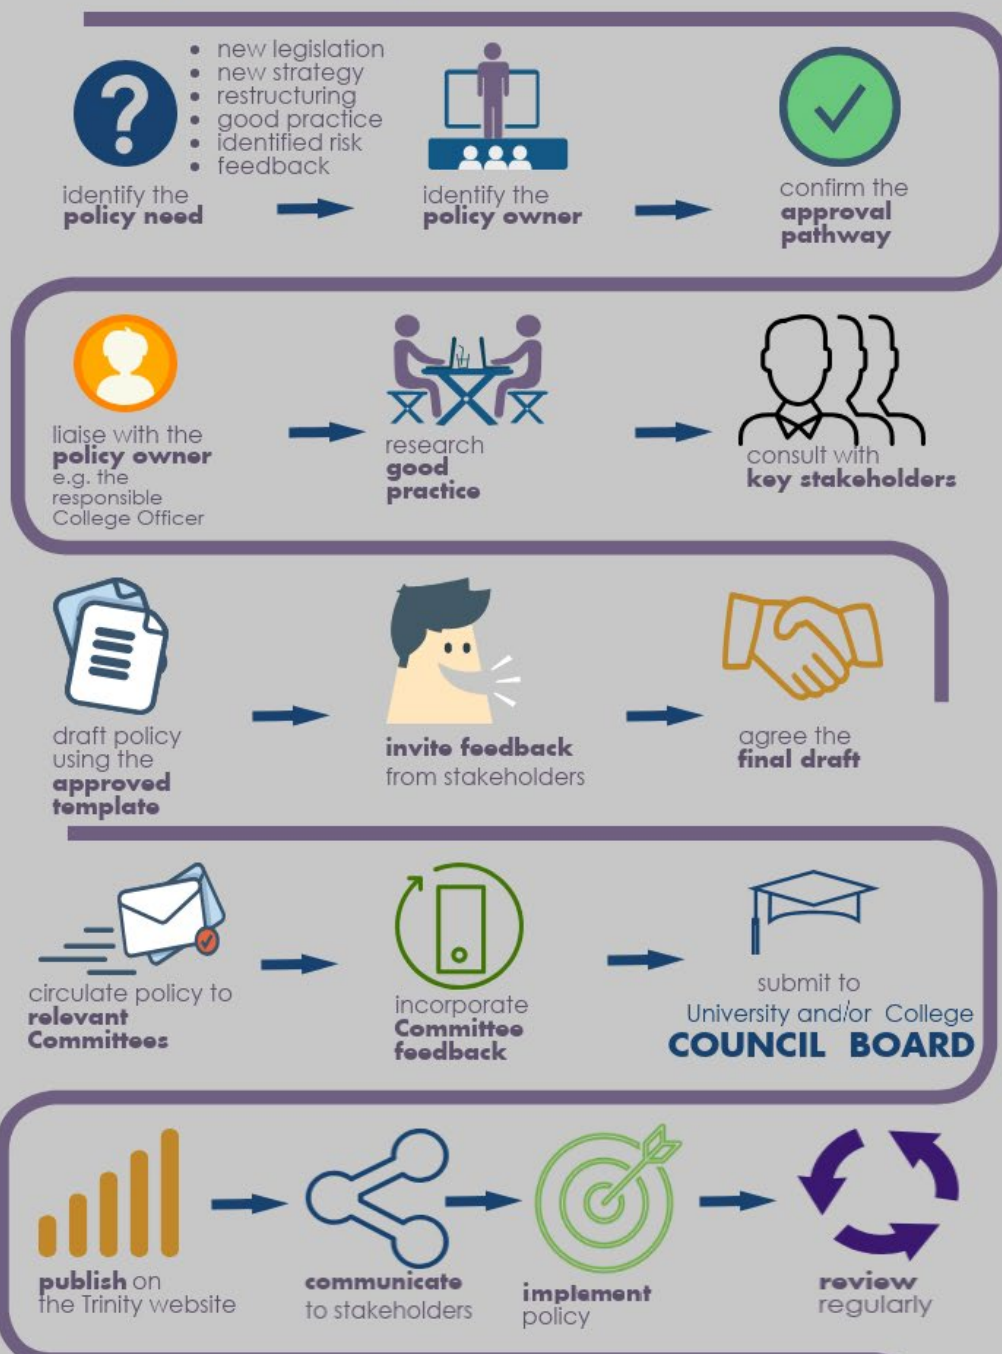 new legislation
new strategy
restructuring
good practice
identified risk
feedback
identify the
policy need
identify the
policy owner
confirm the
approval
pathway
liaise with the
policy owner
e.g. the
responsible
College Officer
research
good
practice
consult with
key stakeholders
draft policy
using the
approved
template
invite feedback
from stakeholders
agree the
final draft
circulate policy to
relevant
Committees
incorporate
Committee
feedback
submit to
University and/or College
COUNCIL BOARD
publish on
the Trinity website
communicate
to stakeholders
implement
policy
review
regularly